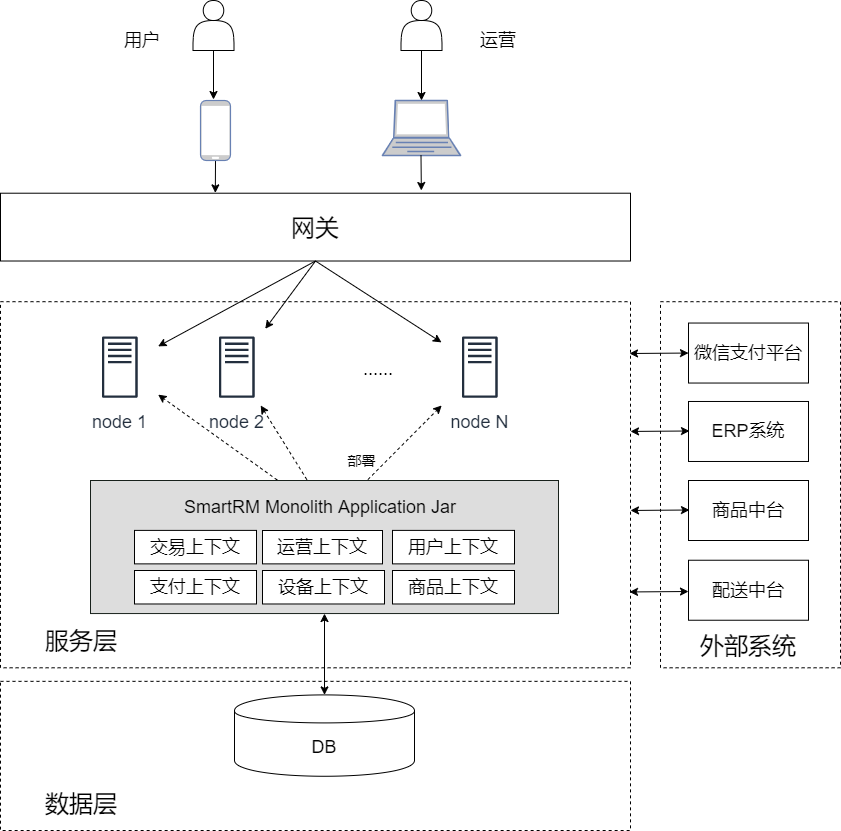 用户
运营
网关
node 1
node 2
......
node N
部署
SmartRM Monolith Application Jar
交易上下文
运营上下文
用户上下文
支付上下文
设备上下文
商品上下文
服务层
微信支付平台
ERP系统
商品中台
配送中台
外部系统
DB
数据层